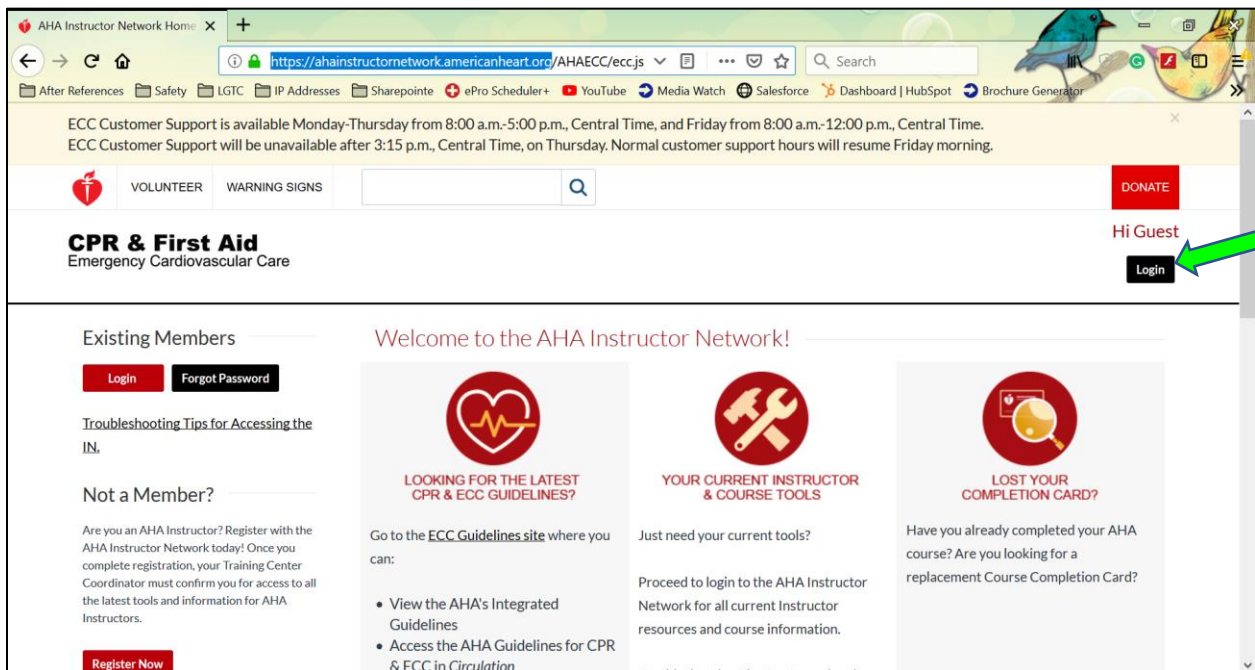 AHA Instructor Network Home
https://ahainstructornetwork.americanheart.org/AHAECC/ecc.js
Search
After References Safety LGTC IP Addresses Sharepointe ePro Scheduler+ YouTube Media Watch Salesforce Dashboard | HubSpot Brochure Generator
ECC Customer Support is available Monday-Thursday from 8:00 a.m.-5:00 p.m., Central Time, and Friday from 8:00 a.m.-12:00 p.m., Central Time.
ECC Customer Support will be unavailable after 3:15 p.m., Central Time, on Thursday. Normal customer support hours will resume Friday morning.
VOLUNTEER WARNING SIGNS
DONATE
CPR & First Aid
Emergency Cardiovascular Care
Hi Guest
Login
Existing Members
Login Forgot Password
Troubleshooting Tips for Accessing the
IN.
Not a Member?
Are you an AHA Instructor? Register with the
AHA Instructor Network today! Once you
complete registration, your Training Center
Coordinator must confirm you for access to all
the latest tools and information for AHA
Instructors.
Register Now
Welcome to the AHA Instructor Network!
LOOKING FOR THE LATEST
CPR & ECC GUIDELINES?
Go to the ECC Guidelines site where you
can:
• View the AHA's Integrated
Guidelines
• Access the AHA Guidelines for CPR
& ECC in Circulation
YOUR CURRENT INSTRUCTOR
& COURSE TOOLS
Just need your current tools?
Proceed to login to the AHA Instructor
Network for all current Instructor
resources and course information.
LOST YOUR
COMPLETION CARD?
Have you already completed your AHA
course? Are you looking for a
replacement Course Completion Card?